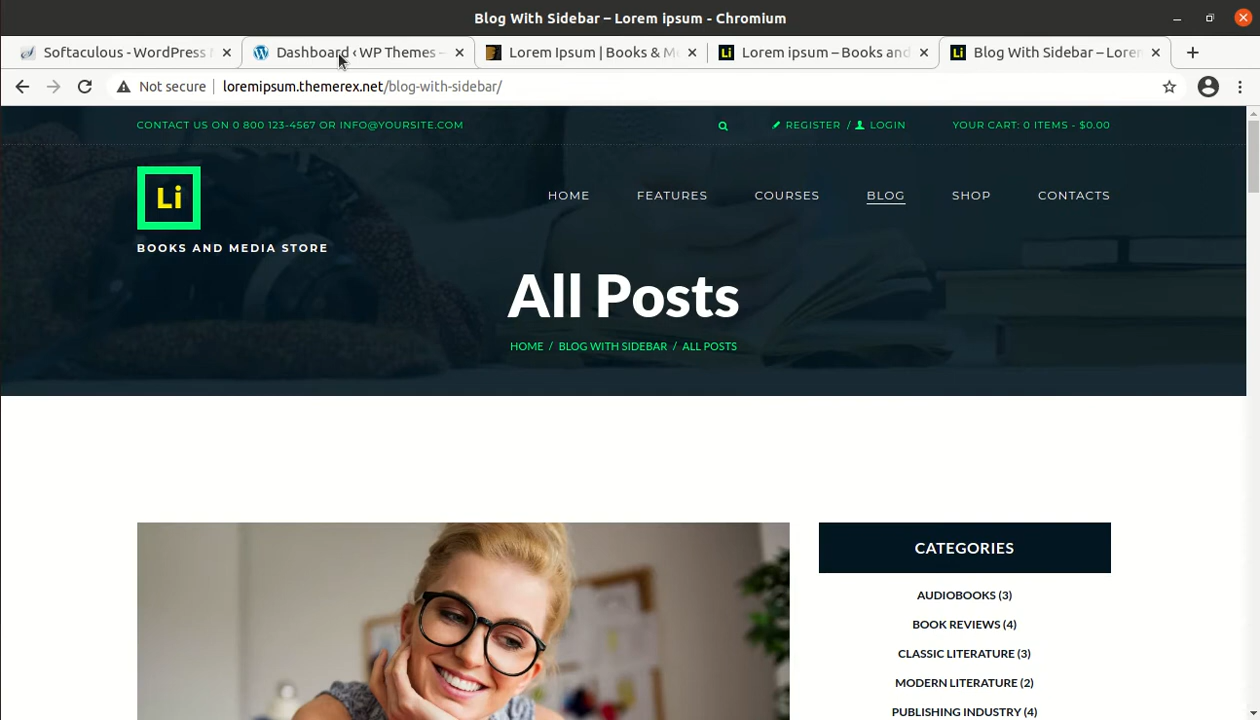 Blog With Sidebar – Lorem ipsum - Chromium
Softaculous - WordPress
Dashboard ‹ WP Themes –
Lorem Ipsum | Books & M
Lorem ipsum – Books and
Blog With Sidebar – Lorem
Not secure
loremipsum.themerex.net/blog-with-sidebar/
CONTACT US ON 0 800 123-4567 OR INFO@YOURSITE.COM
REGISTER / LOGIN
YOUR CART: 0 ITEMS - $0.00
Li
HOME FEATURES COURSES BLOG SHOP CONTACTS
BOOKS AND MEDIA STORE
All Posts
HOME / BLOG WITH SIDEBAR / ALL POSTS
CATEGORIES
AUDIOBOOKS (3)
BOOK REVIEWS (4)
CLASSIC LITERATURE (3)
MODERN LITERATURE (2)
PUBLISHING INDUSTRY (4)